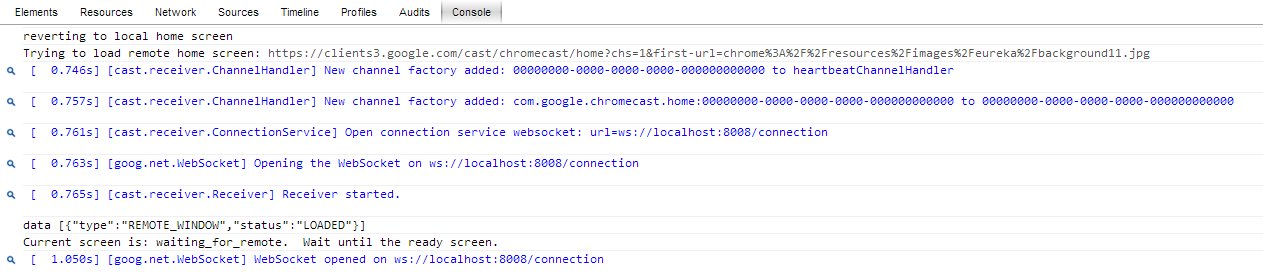 Elements Resources Network Sources Timeline Profiles Audits Console
reverting to local home screen
Trying to load remote home screen: https://clients3.google.com/cast/chromecast/home?chs=1&first-url=chrome%3A%2F%2Fresources%2Fimages%2Feureka%2Fbackground11.jpg
[  0.746s] [cast.receiver.ChannelHandler] New channel factory added: 00000000-0000-0000-0000-000000000000 to heartbeatChannelHandler
[  0.757s] [cast.receiver.ChannelHandler] New channel factory added: com.google.chromecast.home:00000000-0000-0000-0000-000000000000 to 00000000-0000-0000-0000-000000000000
[  0.761s] [cast.receiver.ConnectionService] Open connection service websocket: url=ws://localhost:8008/connection
[  0.763s] [goog.net.WebSocket] Opening the WebSocket on ws://localhost:8008/connection
[  0.765s] [cast.receiver.Receiver] Receiver started.
data [{"type":"REMOTE_WINDOW","status":"LOADED"}]
Current screen is: waiting_for_remote.  Wait until the ready screen.
[  1.050s] [goog.net.WebSocket] WebSocket opened on ws://localhost:8008/connection